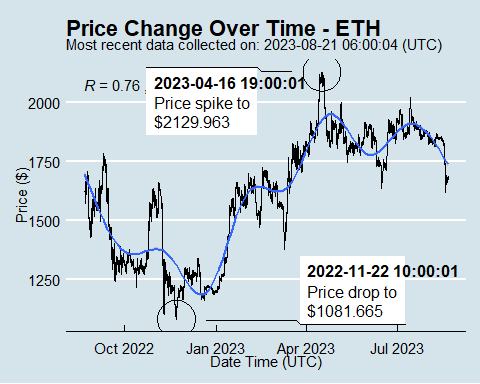 Price Change Over Time - ETH
Most recent data collected on: 2023-08-21 06:00:04 (UTC)
R = 0.76 ,
2023-04-16 19:00:01
Price spike to
$2129.963
2000
1750
1500
1250
Price ($)
2022-11-22 10:00:01
Price drop to
$1081.665
Oct 2022
Jan 2023
Apr 2023
Jul 2023
Date Time (UTC)